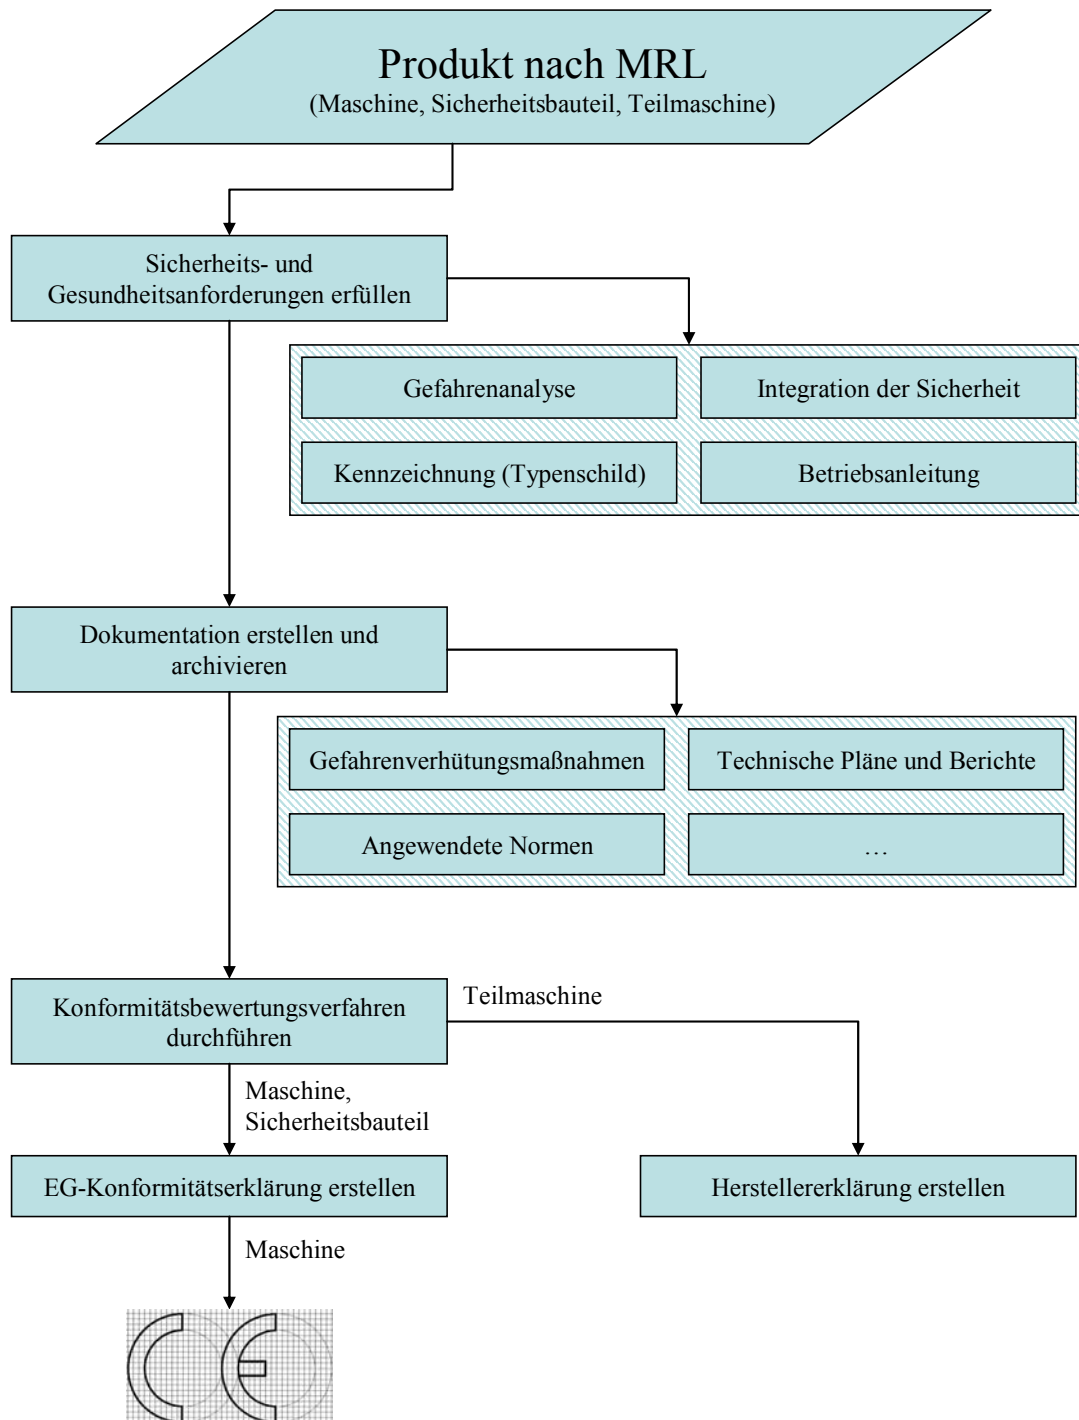 Produkt nach MRL
(Maschine, Sicherheitsbauteil, Teilmaschine)
Sicherheits- und
Gesundheitsanforderungen erfüllen
Gefahrenanalyse
Integration der Sicherheit
Kennzeichnung (Typenschild)
Betriebsanleitung
Dokumentation erstellen und
archivieren
Gefahrenverhütungsmaßnahmen
Technische Pläne und Berichte
Angewendete Normen
…
Konformitätsbewertungsverfahren
durchführen
Teilmaschine
Maschine,
Sicherheitsbauteil
EG-Konformitätserklärung erstellen
Herstellererklärung erstellen
Maschine
CE